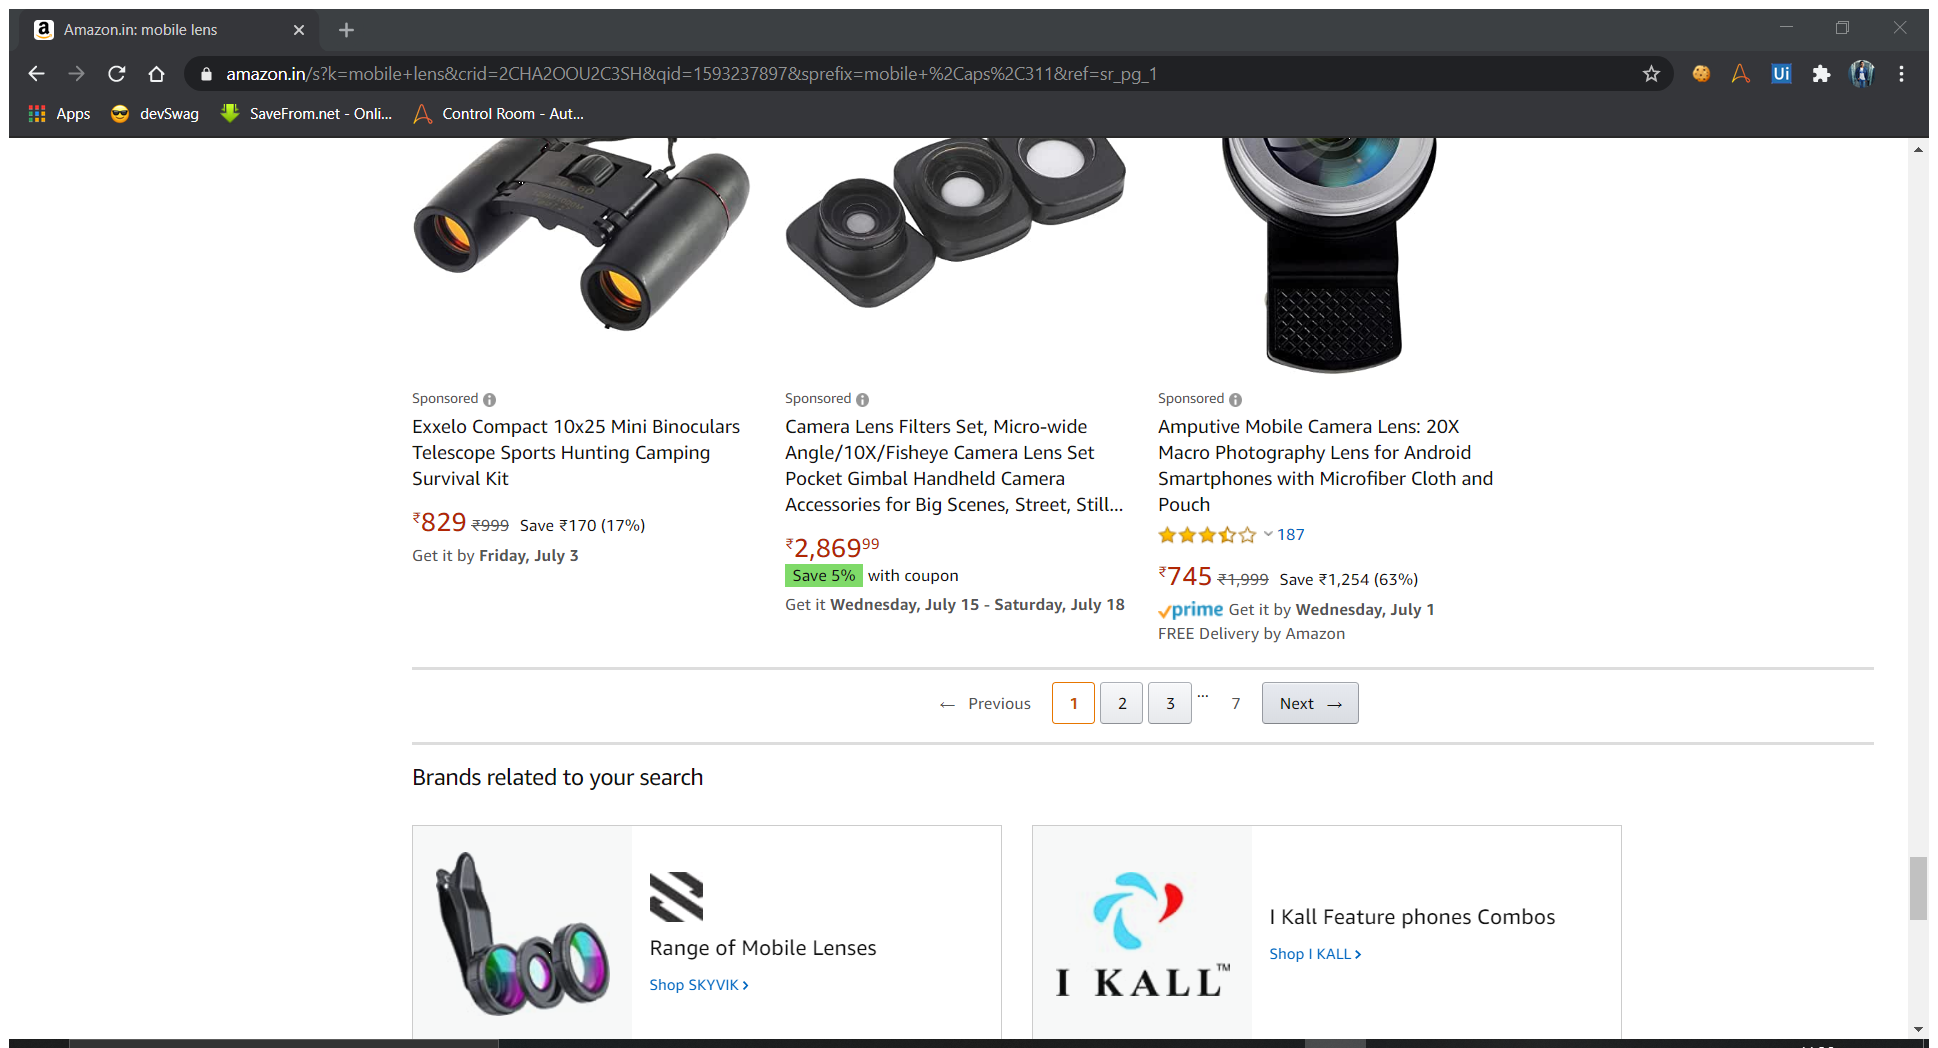 Amazon.in: mobile lens
amazon.in/s?k=mobile+lens&crid=2CHA2OOU2C3SH&qid=1593237897&sprefix=mobile+%2Caps%2C311&ref=sr_pg_1
Ui
Apps
devSwag
SaveFrom.net - Onli...
Control Room - Aut...
Sponsored
Exxelo Compact 10x25 Mini Binoculars
Telescope Sports Hunting Camping
Survival Kit
₹829 ₹999 Save ₹170 (17%)
Get it by Friday, July 3
Sponsored
Camera Lens Filters Set, Micro-wide
Angle/10X/Fisheye Camera Lens Set
Pocket Gimbal Handheld Camera
Accessories for Big Scenes, Street, Still...
₹2,869 99
Save 5% with coupon
Get it Wednesday, July 15 - Saturday, July 18
Sponsored
Amputive Mobile Camera Lens: 20X
Macro Photography Lens for Android
Smartphones with Microfiber Cloth and
Pouch
187
₹745 ₹1,999 Save ₹1,254 (63%)
prime Get it by Wednesday, July 1
FREE Delivery by Amazon
← Previous 1 2 3 ... 7 Next →
Brands related to your search
Range of Mobile Lenses
Shop SKYVIK ›
I KALL™
I Kall Feature phones Combos
Shop I KALL ›